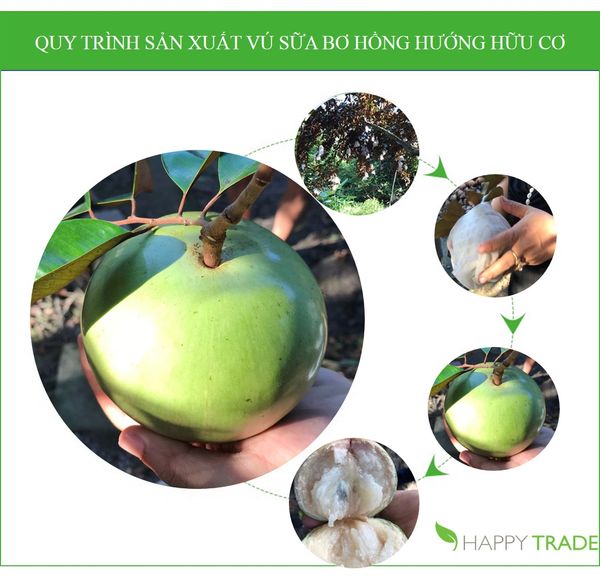 QUY TRÌNH SẢN XUẤT VÚ SỮA BƠ HỒNG HƯỚNG HỮU CƠ
HAPPY TRADE